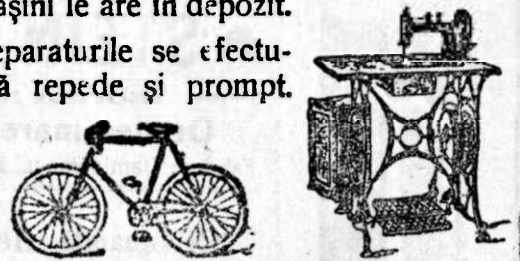 așini le are în depozit.
eparaturile se efectu-
ă repede și prompt.